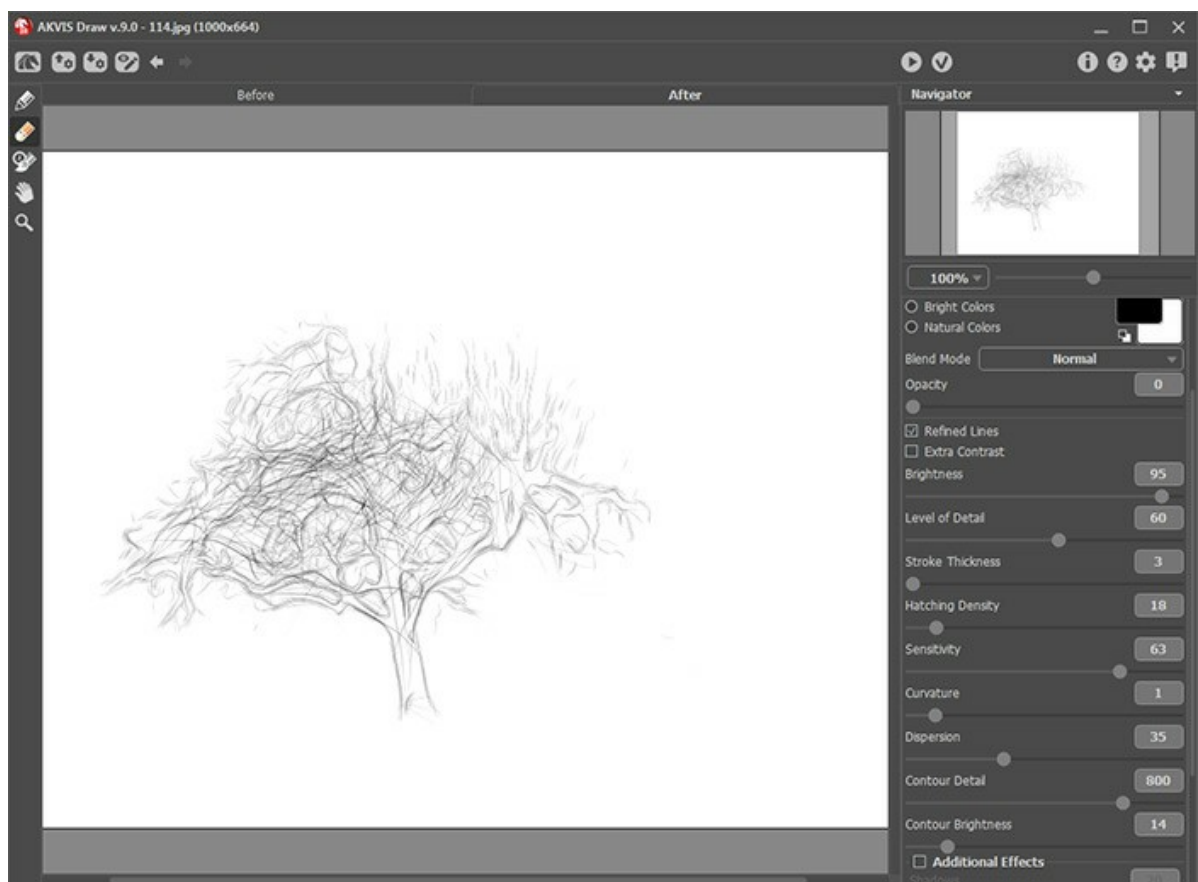 AKVIS Draw v.9.0 - 114.jpg (1000x664)
Before After
Navigator
100%
Bright Colors
Natural Colors
Blend Mode Normal
Opacity 0
Refined Lines
Extra Contrast
Brightness 95
Level of Detail 60
Stroke Thickness 3
Hatching Density 18
Sensitivity 63
Curvature 1
Dispersion 35
Contour Detail 800
Contour Brightness 14
Additional Effects
Shadows